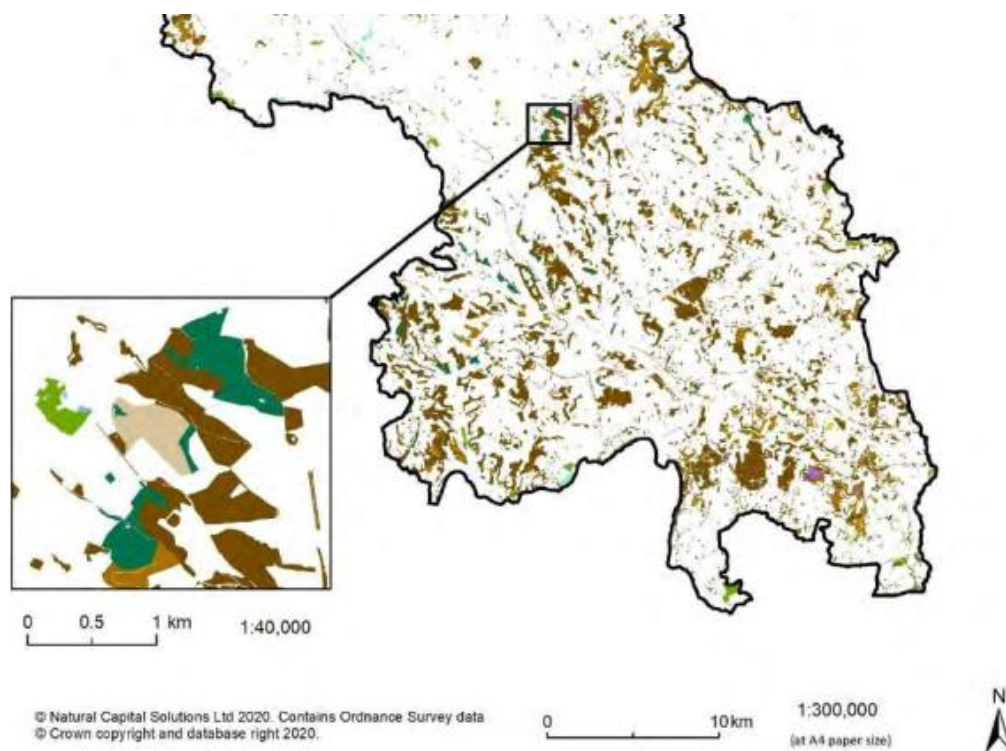 0 0.5 1 km 1:40,000
N
© Natural Capital Solutions Ltd 2020. Contains Ordnance Survey data
© Crown copyright and database right 2020.
0 10km
1:300,000
(at A4 paper size)